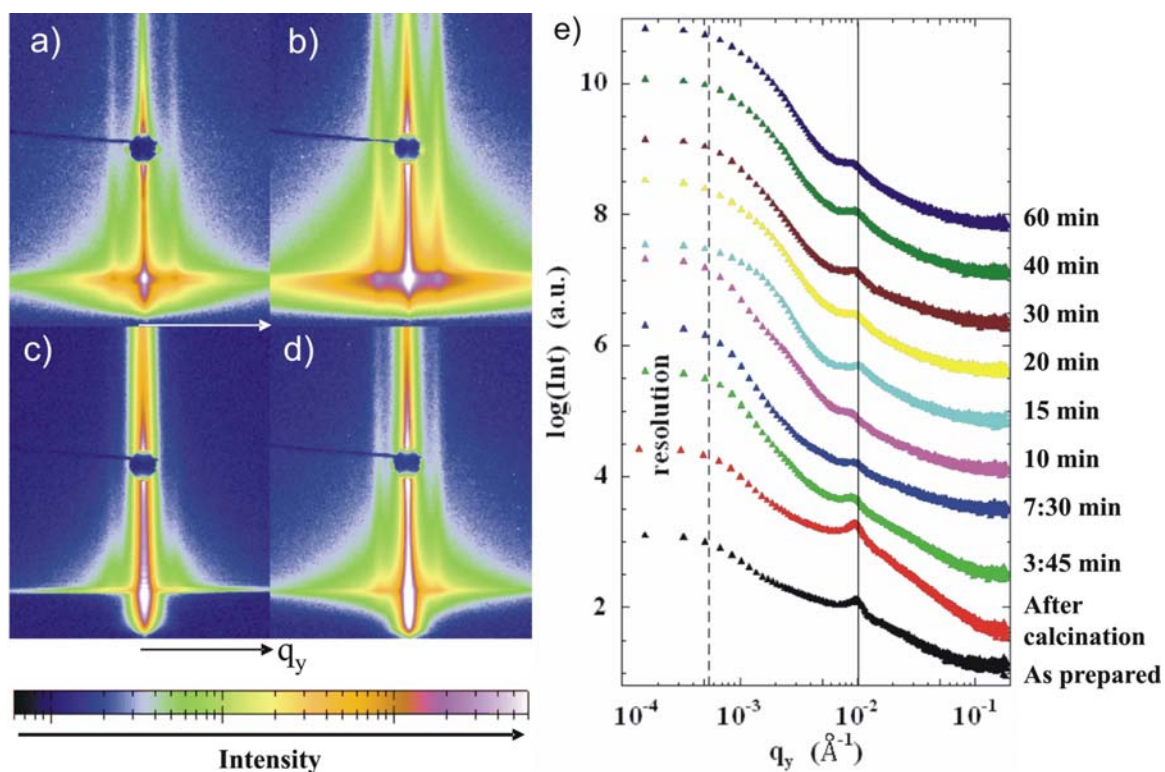 a)
b)
c)
d)
q_y
Intensity
e)
log(Int) (a.u.)
10
8
6
4
2
resolution
60 min
40 min
30 min
20 min
15 min
10 min
7:30 min
3:45 min
After
calcination
As prepared
10⁻⁴ 10⁻³ 10⁻² 10⁻¹
q_y (Å⁻¹)